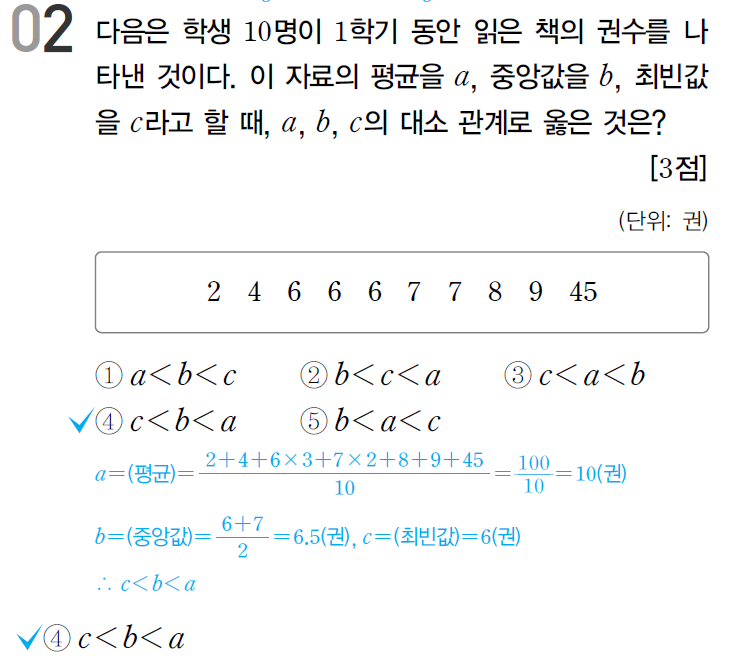 02 다음은 학생 10명이 1학기 동안 읽은 책의 권수를 나
타낸 것이다. 이 자료의 평균을 a, 중앙값을 b, 최빈값
을 c라고 할 때, a, b, c의 대소 관계로 옳은 것은?
[3점]
(단위: 권)
2 4 6 6 6 7 7 8 9 45
① a<b<c ② b<c<a ③ c<a<b
✓④ c<b<a ⑤ b<a<c
a=(평균)=\frac{2+4+6×3+7×2+8+9+45}{10}=\frac{100}{10}=10(권)
b=(중앙값)=\frac{6+7}{2}=6.5(권), c=(최빈값)=6(권)
∴ c<b<a
✓④ c<b<a